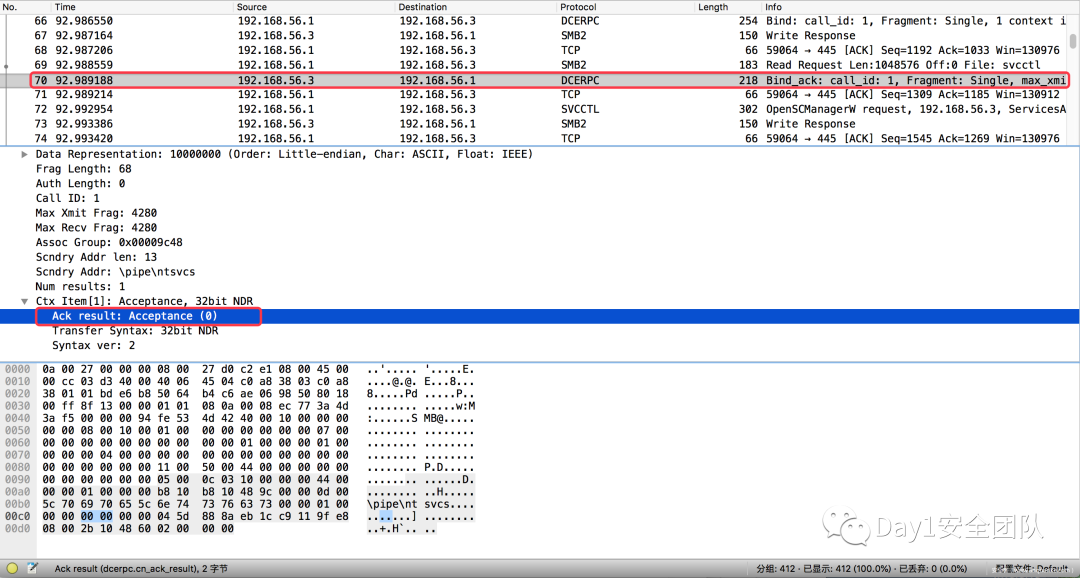 No. Time Source Destination Protocol Length Info
66 92.986550 192.168.56.1 192.168.56.3 DCERPC 254 Bind: call_id: 1, Fragment: Single, 1 context i
67 92.987164 192.168.56.3 192.168.56.1 SMB2 150 Write Response
68 92.987206 192.168.56.1 192.168.56.3 TCP 66 59064 → 445 [ACK] Seq=1192 Ack=1033 Win=130976
69 92.988559 192.168.56.1 192.168.56.3 SMB2 183 Read Request Len:1048576 Off:0 File: svcctl
70 92.989188 192.168.56.3 192.168.56.1 DCERPC 218 Bind_ack: call_id: 1, Fragment: Single, max_xmi
71 92.989214 192.168.56.1 192.168.56.3 TCP 66 59064 → 445 [ACK] Seq=1309 Ack=1185 Win=130912
72 92.992954 192.168.56.1 192.168.56.3 SVCCTL 302 OpenSCManagerW request, 192.168.56.3, ServicesA
73 92.993386 192.168.56.3 192.168.56.1 SMB2 150 Write Response
74 92.993420 192.168.56.1 192.168.56.3 TCP 66 59064 → 445 [ACK] Seq=1545 Ack=1269 Win=130976
Data Representation: 10000000 (Order: Little-endian, Char: ASCII, Float: IEEE)
Frag Length: 68
Auth Length: 0
Call ID: 1
Max Xmit Frag: 4280
Max Recv Frag: 4280
Assoc Group: 0x00009c48
Scndry Addr len: 13
Scndry Addr: \pipe\ntsvcs
Num results: 1
Ctx Item[1]: Acceptance, 32bit NDR
Ack result: Acceptance (0)
Transfer Syntax: 32bit NDR
Syntax ver: 2
0000 0a 00 27 00 00 00 08 00 27 d0 c2 e1 08 00 45 00 ..'..... '.....E.
0010 00 cc 03 d3 40 00 40 06 45 04 c0 a8 38 03 c0 a8 ....@.@. E...8...
0020 38 01 01 bd e6 b8 50 64 b4 c6 ae 06 98 50 80 18 8.....Pd .....P..
0030 00 ff 8f 13 00 00 01 01 08 0a 00 08 ec 77 3a 4d ........ .....w:M
0040 3a f5 00 00 00 94 fe 53 4d 42 40 00 10 00 00 00 :......S MB@.....
0050 00 00 08 00 10 00 01 00 00 00 00 00 00 00 07 00 ........ ........
0060 00 00 00 00 00 00 00 00 01 00 00 00 01 00 ........ ........
0070 00 00 00 04 00 00 00 00 00 00 00 00 00 00 00 00 ........ ........
0080 00 00 00 00 00 00 11 00 50 00 44 00 00 00 00 00 ........ P.D.....
0090 00 00 00 00 00 00 05 00 0c 03 10 00 00 00 44 00 ........ ......D.
00a0 00 00 01 00 00 00 b8 10 b8 10 48 9c 00 00 0d 00 ........ ..H.....
00b0 5c 70 69 70 65 5c 6e 74 73 76 63 73 00 00 01 00 \pipe\nt svcs....
00c0 00 00 00 00 00 00 04 5d 88 8a eb 1c c9 11 9f e8 .......] ........
00d0 08 00 2b 10 48 60 02 00 00 00 ..+.H`.. ..
Day1安全团队
Ack result (dcerpc.cn_ack_result), 2 字节 分组: 412 · 已显示: 412 (100.0%) · 已丢弃: 0 (0.0%) 配置文件: Default